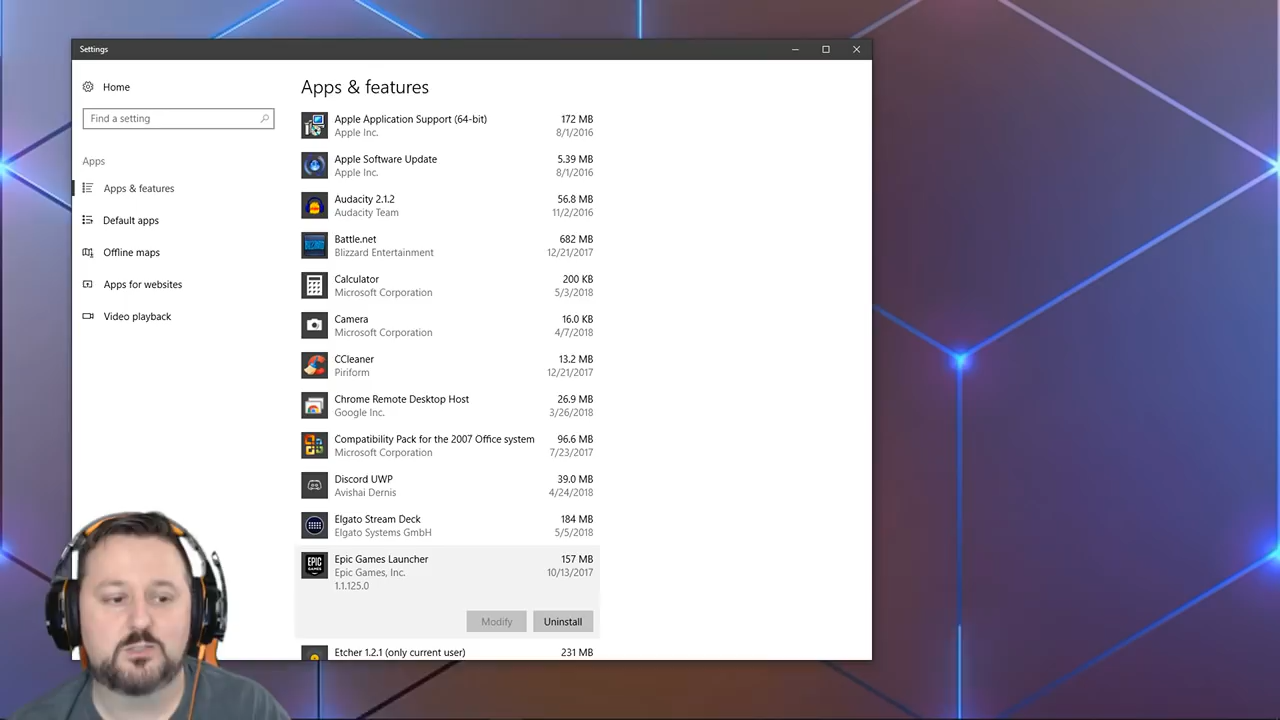 Settings
Home
Find a setting
Apps
Apps & features
Default apps
Offline maps
Apps for websites
Video playback
Apps & features
Apple Application Support (64-bit) 172 MB
Apple Inc. 8/1/2016
Apple Software Update 5.39 MB
Apple Inc. 8/1/2016
Audacity 2.1.2 56.8 MB
Audacity Team 11/2/2016
Battle.net 682 MB
Blizzard Entertainment 12/21/2017
Calculator 200 KB
Microsoft Corporation 5/3/2018
Camera 16.0 KB
Microsoft Corporation 4/7/2018
CCleaner 13.2 MB
Piriform 12/21/2017
Chrome Remote Desktop Host 26.9 MB
Google Inc. 3/26/2018
Compatibility Pack for the 2007 Office system 96.6 MB
Microsoft Corporation 7/23/2017
Discord UWP 39.0 MB
Avishai Dernis 4/24/2018
Elgato Stream Deck 184 MB
Elgato Systems GmbH 5/5/2018
EPIC GAMES
Epic Games Launcher 157 MB
Epic Games, Inc. 10/13/2017
1.1.125.0
Modify Uninstall
Etcher 1.2.1 (only current user) 231 MB